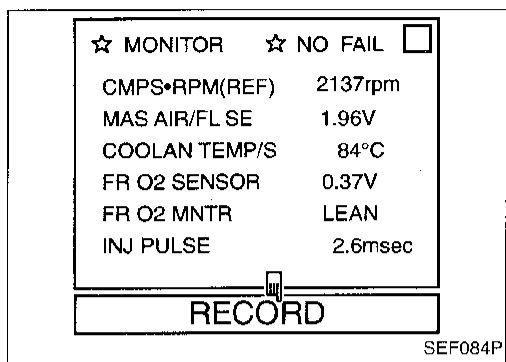 ☆ MONITOR ☆ NO FAIL
CMPS•RPM(REF) 2137rpm
MAS AIR/FL SE 1.96V
COOLAN TEMP/S 84°C
FR O2 SENSOR 0.37V
FR O2 MNTR LEAN
INJ PULSE 2.6msec
RECORD
SEF084P